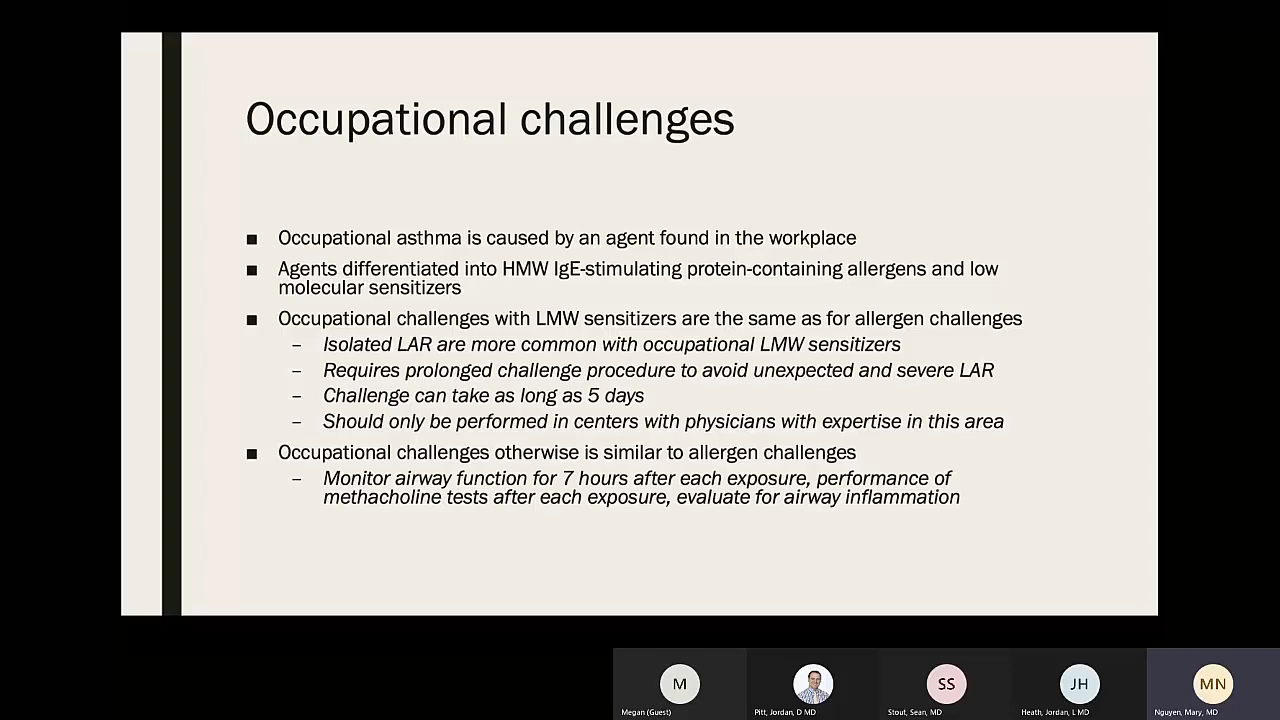 Occupational challenges
■ Occupational asthma is caused by an agent found in the workplace
■ Agents differentiated into HMW IgE-stimulating protein-containing allergens and low
molecular sensitizers
■ Occupational challenges with LMW sensitizers are the same as for allergen challenges
– Isolated LAR are more common with occupational LMW sensitizers
– Requires prolonged challenge procedure to avoid unexpected and severe LAR
– Challenge can take as long as 5 days
– Should only be performed in centers with physicians with expertise in this area
■ Occupational challenges otherwise is similar to allergen challenges
– Monitor airway function for 7 hours after each exposure, performance of
methacholine tests after each exposure, evaluate for airway inflammation
M SS JH MN
Megan (Guest) Pitt, Jordan, D MD Stout, Sean, MD Heath, Jordan, L MD Nguyen, Mary, MD